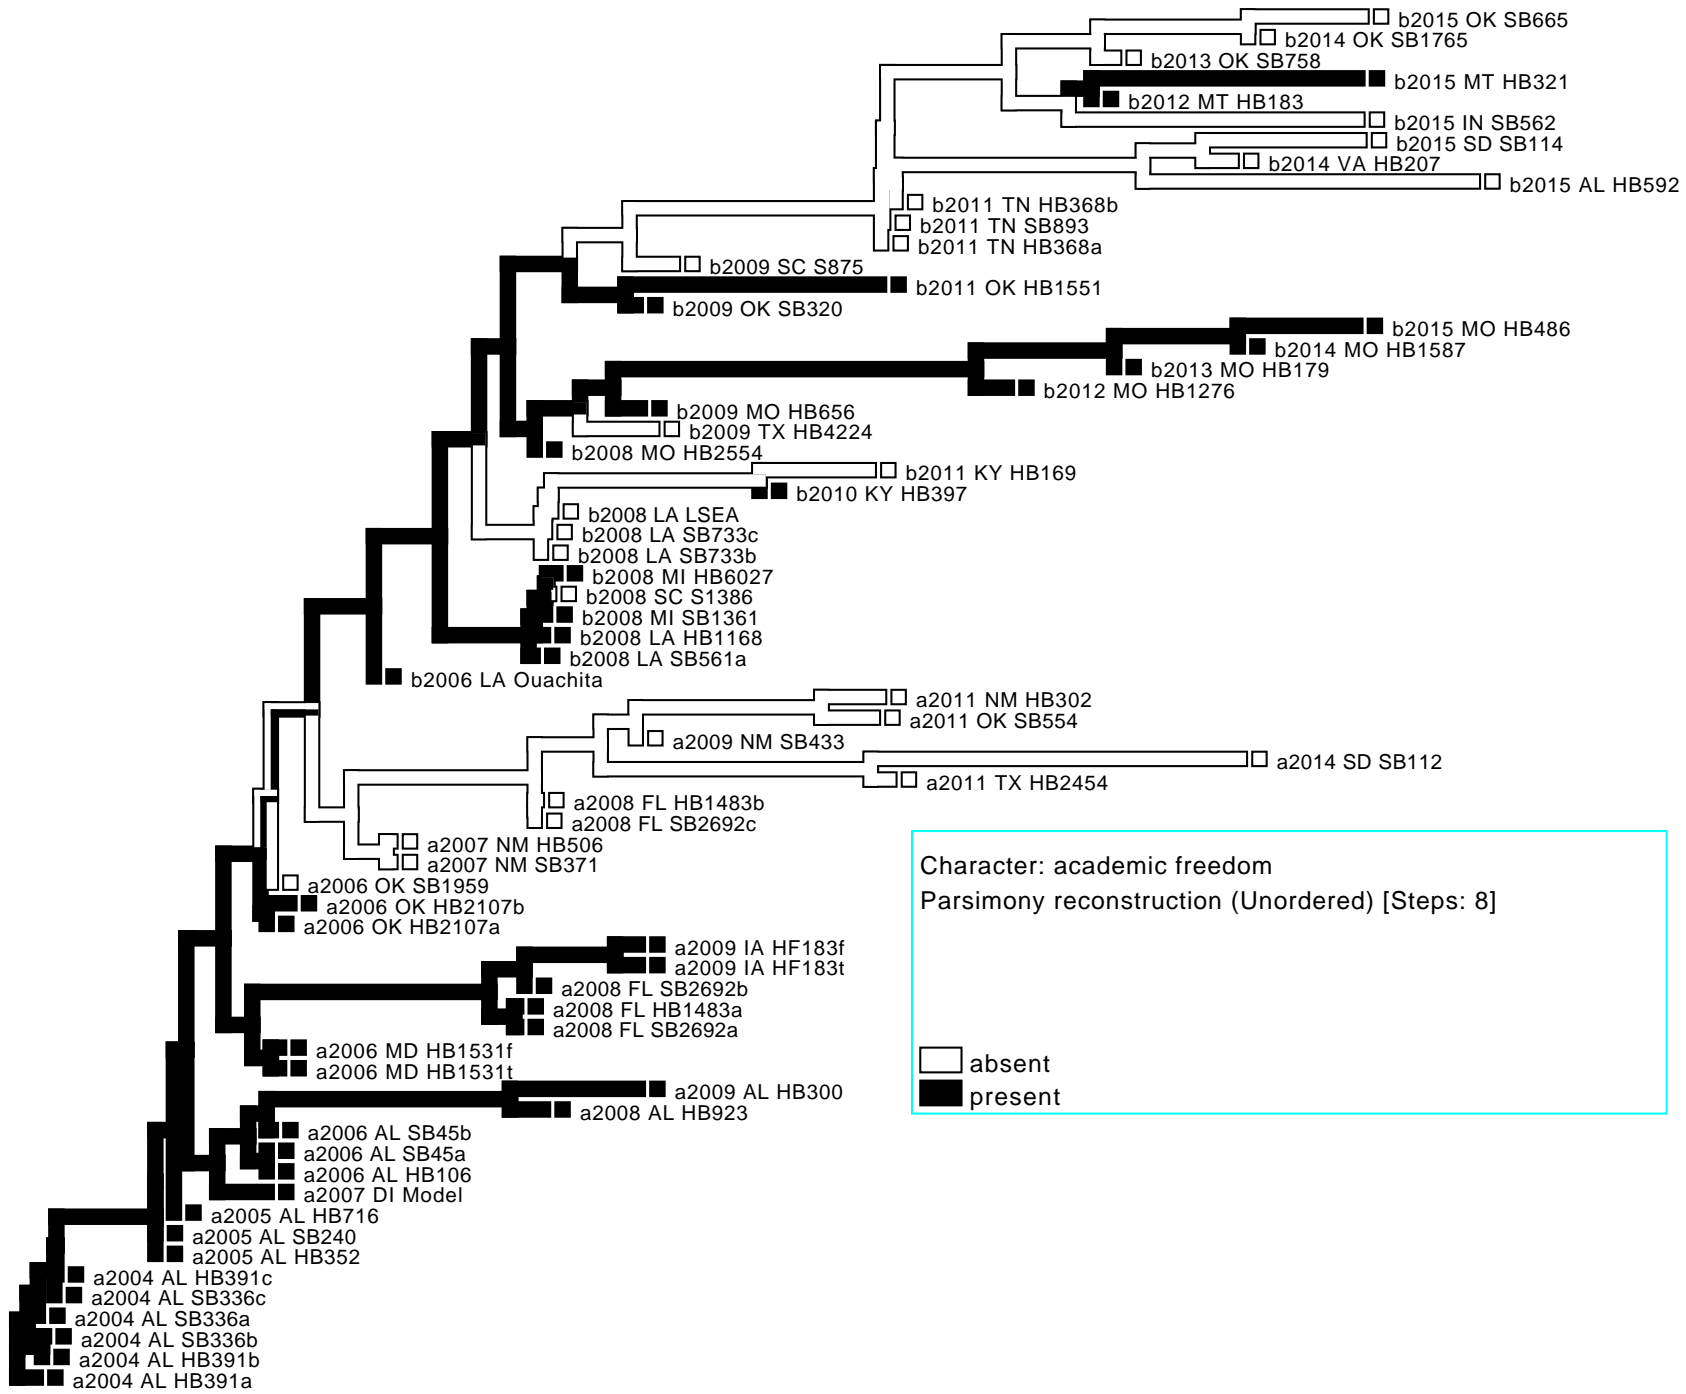 b2015 OK SB665
b2014 OK SB1765
b2013 OK SB758
b2015 MT HB321
b2012 MT HB183
b2015 IN SB562
b2015 SD SB114
b2014 VA HB207
b2015 AL HB592
b2011 TN HB368b
b2011 TN SB893
b2011 TN HB368a
b2009 SC S875
b2011 OK HB1551
b2009 OK SB320
b2015 MO HB486
b2014 MO HB1587
b2013 MO HB179
b2012 MO HB1276
b2009 MO HB656
b2009 TX HB4224
b2008 MO HB2554
b2011 KY HB169
b2010 KY HB397
b2008 LA LSEA
b2008 LA SB733c
b2008 LA SB733b
b2008 MI HB6027
b2008 SC S1386
b2008 MI SB1361
b2008 LA HB1168
b2008 LA SB561a
b2006 LA Ouachita
a2011 NM HB302
a2011 OK SB554
a2009 NM SB433
a2014 SD SB112
a2011 TX HB2454
a2008 FL HB1483b
a2008 FL SB2692c
a2007 NM HB506
a2007 NM SB371
a2006 OK SB1959
a2006 OK HB2107b
a2006 OK HB2107a
a2009 IA HF183f
a2009 IA HF183t
a2008 FL SB2692b
a2008 FL HB1483a
a2008 FL SB2692a
a2006 MD HB1531f
a2006 MD HB1531t
a2009 AL HB300
a2008 AL HB923
a2006 AL SB45b
a2006 AL SB45a
a2006 AL HB106
a2007 DI Model
a2005 AL HB716
a2005 AL SB240
a2005 AL HB352
a2004 AL HB391c
a2004 AL SB336c
a2004 AL SB336a
a2004 AL SB336b
a2004 AL HB391b
a2004 AL HB391a
Character: academic freedom
Parsimony reconstruction (Unordered) [Steps: 8]
absent
present